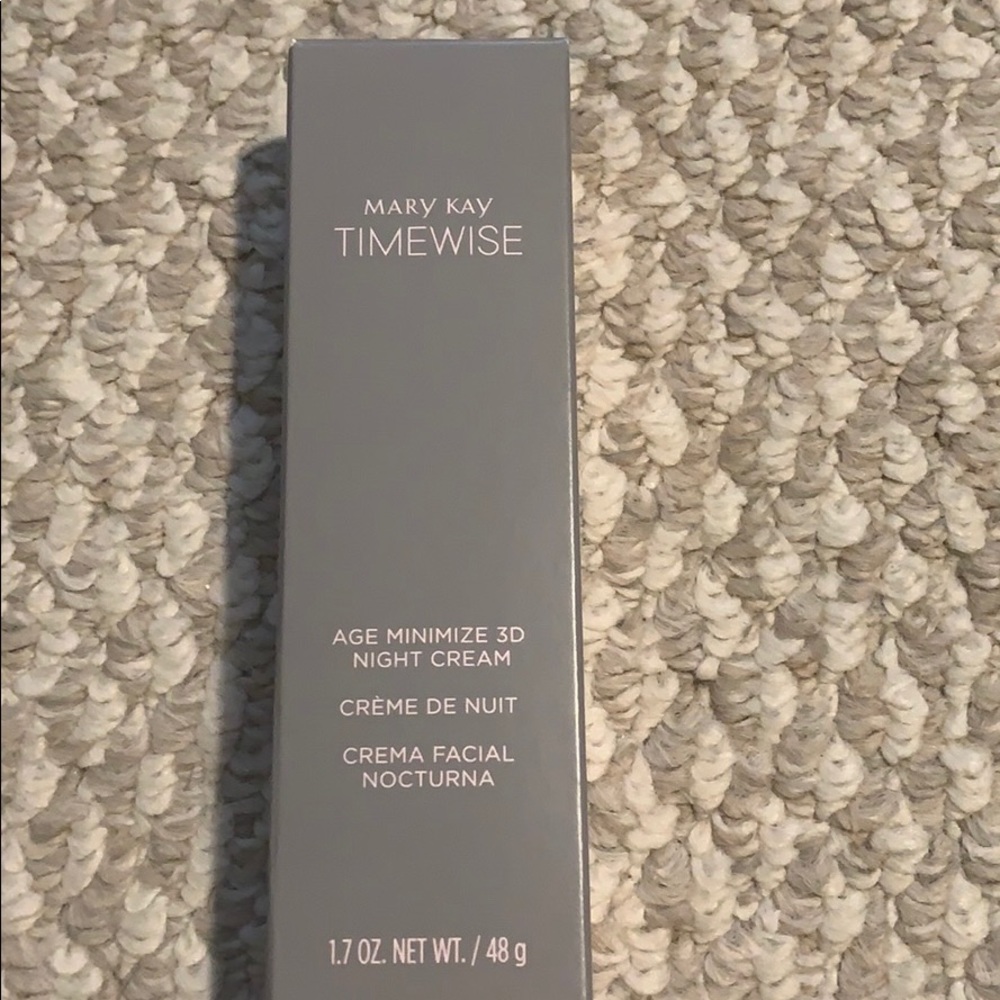 MARY KAY
TIMEWISE
AGE MINIMIZE 3D
NIGHT CREAM
CRÈME DE NUIT
CREMA FACIAL
NOCTURNA
1.7 OZ. NET WT. / 48 g